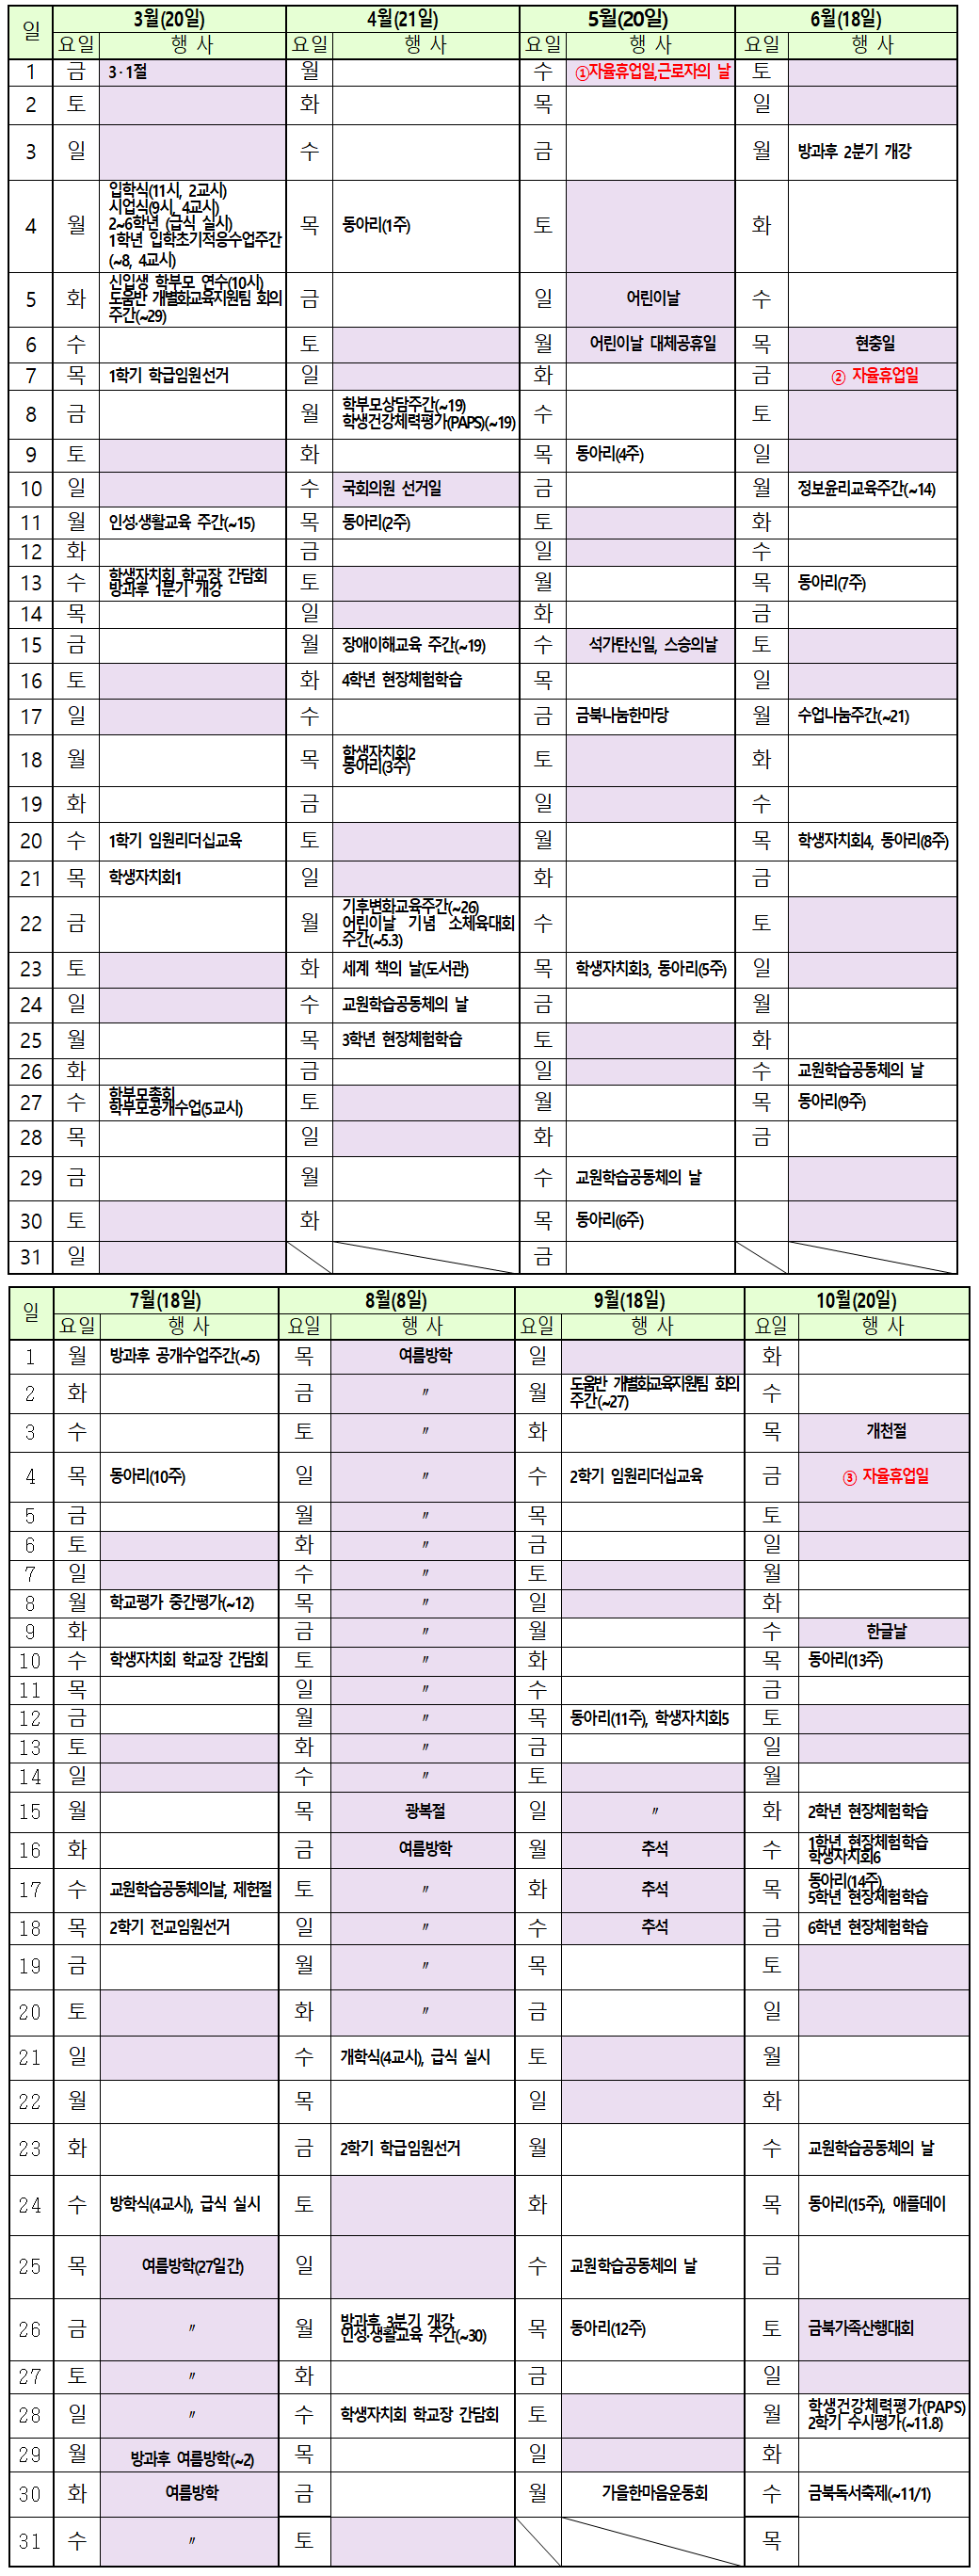 일 3월(20일) 4월(21일) 5월(20일) 6월(18일)
요일 행 사 요일 행 사 요일 행 사 요일 행 사
1 금 3·1절 월 수 ①자율휴업일,근로자의 날 토
2 토 화 목 일
3 일 수 금 월 방과후 2분기 개강
4 월 입학식(11시, 2교시)
시업식(9시, 4교시)
2~6학년 (급식 실시)
1학년 입학초기적응수업주간
(~8, 4교시)
목 동아리(1주) 토 화
5 화 신입생 학부모 연수(10시)
도움반 개별화교육지원팀 회의
주간(~29)
금 일 어린이날 수
6 수 토 월 어린이날 대체공휴일 목 현충일
7 목 1학기 학급임원선거 일 화 금 ② 자율휴업일
8 금 월 학부모상담주간(~19)
학생건강체력평가(PAPS)(~19)
수 토
9 토 화 목 동아리(4주) 일
10 일 수 국회의원 선거일 금 월 정보윤리교육주간(~14)
11 월 인성·생활교육 주간(~15) 목 동아리(2주) 토 화
12 화 금 일 수
13 수 학생자치회 학교장 간담회
방과후 1분기 개강
토 월 목 동아리(7주)
14 목 일 화 금
15 금 월 장애이해교육 주간(~19) 수 석가탄신일, 스승의날 토
16 토 화 4학년 현장체험학습 목 일
17 일 수 금 금북나눔한마당 월 수업나눔주간(~21)
18 월 목 학생자치회2
동아리(3주)
토 화
19 화 금 일 수
20 수 1학기 임원리더십교육 토 월 목 학생자치회4, 동아리(8주)
21 목 학생자치회1 일 화 금
22 금 월 기후변화교육주간(~26)
어린이날 기념 소체육대회
주간(~5.3)
수 토
23 토 화 세계 책의 날(도서관) 목 학생자치회3, 동아리(5주) 일
24 일 수 교원학습공동체의 날 금 월
25 월 목 3학년 현장체험학습 토 화
26 화 금 일 수 교원학습공동체의 날
27 수 학부모총회
학부모공개수업(5교시)
토 월 목 동아리(9주)
28 목 일 화 금
29 금 월 수 교원학습공동체의 날
30 토 화 목 동아리(6주)
31 일 금
일 7월(18일) 8월(8일) 9월(18일) 10월(20일)
요일 행 사 요일 행 사 요일 행 사 요일 행 사
1 월 방과후 공개수업주간(~5) 목 여름방학 일 화
2 화 금 〃 월 도움반 개별화교육지원팀 회의
주간(~27)
수
3 수 토 〃 화 목 개천절
4 목 동아리(10주) 일 〃 수 2학기 임원리더십교육 금 ③ 자율휴업일
5 금 월 〃 목 토
6 토 화 〃 금 일
7 일 수 〃 토 월
8 월 학교평가 중간평가(~12) 목 〃 일 화
9 화 금 〃 월 수 한글날
10 수 학생자치회 학교장 간담회 토 〃 화 목 동아리(13주)
11 목 일 〃 수 금
12 금 월 〃 목 동아리(11주), 학생자치회5 토
13 토 화 〃 금 일
14 일 수 〃 토 월
15 월 목 광복절 일 〃 화 2학년 현장체험학습
16 화 금 여름방학 월 추석 수 1학년 현장체험학습
학생자치회6
17 수 교원학습공동체의날, 제헌절 토 〃 화 추석 목 동아리(14주)
5학년 현장체험학습
18 목 2학기 전교임원선거 일 〃 수 추석 금 6학년 현장체험학습
19 금 월 〃 목 토
20 토 화 〃 금 일
21 일 수 개학식(4교시), 급식 실시 토 월
22 월 목 일 화
23 화 금 2학기 학급임원선거 월 수 교원학습공동체의 날
24 수 방학식(4교시), 급식 실시 토 화 목 동아리(15주), 애플데이
25 목 여름방학(27일간) 일 수 교원학습공동체의 날 금
26 금 〃 월 방과후 3분기 개강
인성·생활교육 주간(~30)
목 동아리(12주) 토 금북가족산행대회
27 토 〃 화 금 일
28 일 〃 수 학생자치회 학교장 간담회 토 월 학생건강체력평가(PAPS)
2학기 수시평가(~11.8)
29 월 방과후 여름방학(~2) 목 일 화
30 화 여름방학 금 월 가을한마음운동회 수 금북독서축제(~11/1)
31 수 〃 토 목